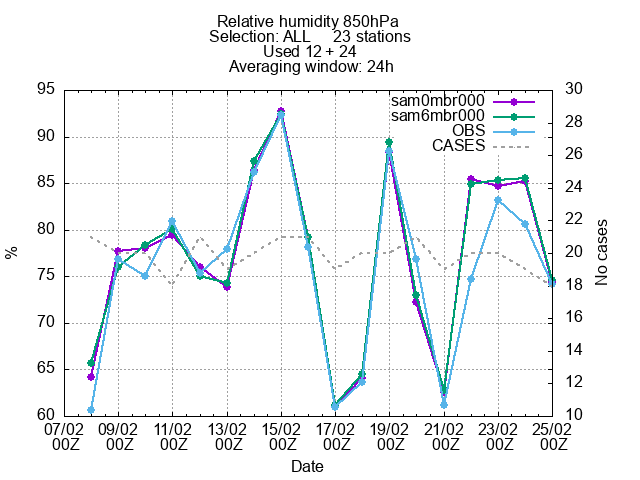 Relative humidity 850hPa
Selection: ALL     23 stations
Used 12 + 24
Averaging window: 24h
95
90
85
80
75
70
65
60
30
28
26
24
22
20
18
16
14
12
10
%
No cases
sam0mbr000
sam6mbr000
OBS
CASES
07/02 09/02 11/02 13/02 15/02 17/02 19/02 21/02 23/02 25/02
00Z 00Z 00Z 00Z 00Z 00Z 00Z 00Z 00Z 00Z
Date